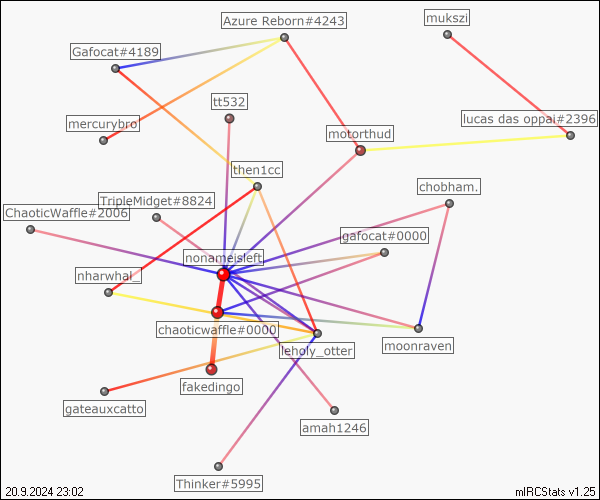 Azure Reborn#4243
mukszi
Gafocat#4189
tt532
mercurybro
motorthud
lucas das oppai#2396
then1cc
chobham.
TripleMidget#8824
ChaoticWaffle#2006
gafocat#0000
nonameisleft
nharwhal_
chaoticwaffle#0000
leholy_otter
moonraven
fakedingo
gateauxcatto
amah1246
Thinker#5995
20.9.2024 23:02
mIRCStats v1.25